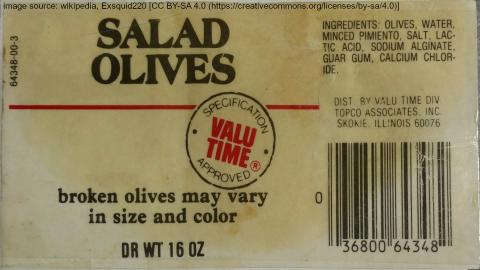 image source: wikipedia, Exsquid220 [CC BY-SA 4.0 (https://creativecommons.org/licenses/by-sa/4.0)]
64348-00-3
SALAD
OLIVES
SPECIFICATION
VALU
TIME®
APPROVED
broken olives may vary
in size and color
DR WT 16 OZ
INGREDIENTS: OLIVES, WATER,
MINCED PIMIENTO, SALT, LAC-
TIC ACID, SODIUM ALGINATE,
GUAR GUM, CALCIUM CHLOR-
IDE.
DIST. BY VALU TIME DIV.
TOPCO ASSOCIATES, INC.
SKOKIE, ILLINOIS 60076
0 36800 64348